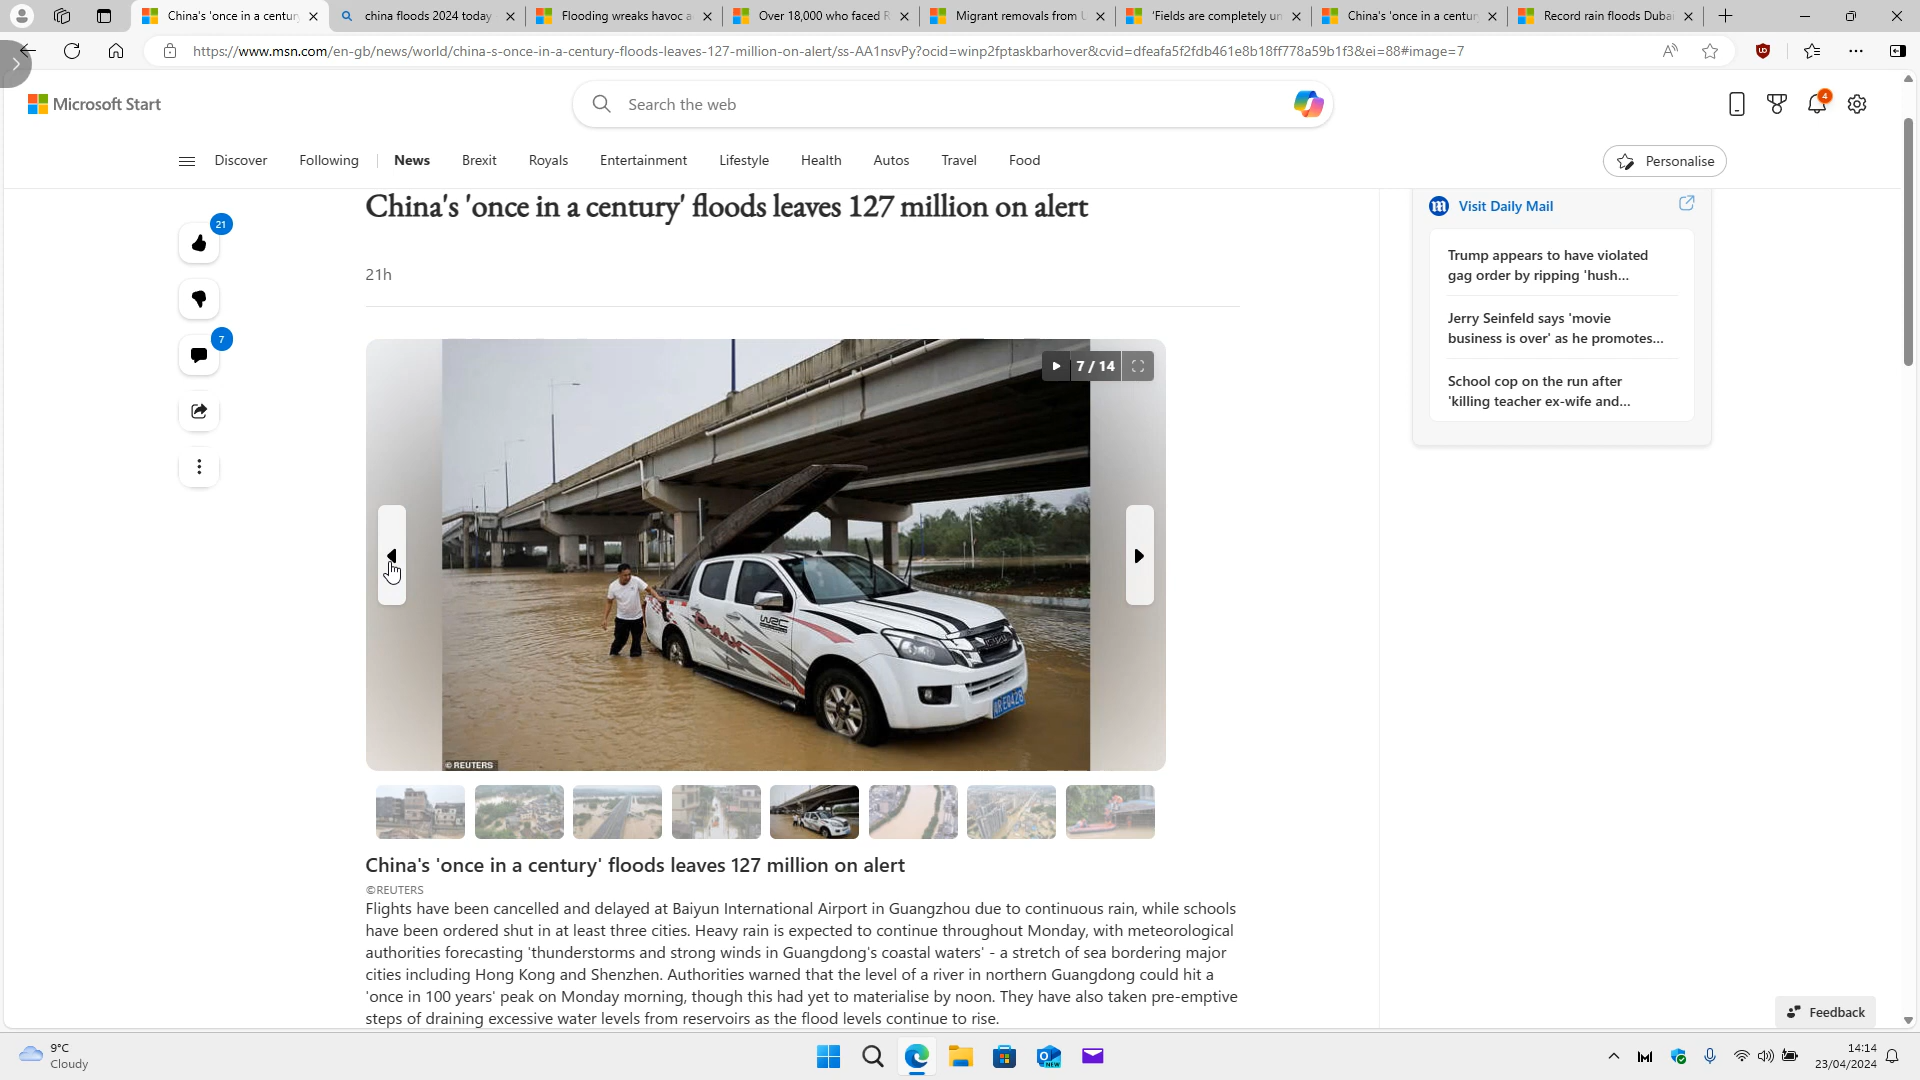 China's 'once in a centur
china floods 2024 today
Flooding wreaks havoc a
Over 18,000 who faced R
Migrant removals from U
'Fields are completely un
China's 'once in a centur
Record rain floods Dubai
https://www.msn.com/en-gb/news/world/china-s-once-in-a-century-floods-leaves-127-million-on-alert/ss-AA1nsvPy?ocid=winp2fptaskbarhover&cvid=dfeafa5f2fdb461e8b18ff778a59b1f3&ei=88#image=7
Microsoft Start
Search the web
4
Discover
Following
News
Brexit
Royals
Entertainment
Lifestyle
Health
Autos
Travel
Food
Personalise
China's 'once in a century' floods leaves 127 million on alert
21
21h
7
Visit Daily Mail
Trump appears to have violated
gag order by ripping 'hush...
Jerry Seinfeld says 'movie
business is over' as he promotes...
School cop on the run after
'killing teacher ex-wife and...
7 / 14
D-MAX
WRC
ISUZU
© REUTERS
China's 'once in a century' floods leaves 127 million on alert
©REUTERS
Flights have been cancelled and delayed at Baiyun International Airport in Guangzhou due to continuous rain, while schools
have been ordered shut in at least three cities. Heavy rain is expected to continue throughout Monday, with meteorological
authorities forecasting 'thunderstorms and strong winds in Guangdong's coastal waters' - a stretch of sea bordering major
cities including Hong Kong and Shenzhen. Authorities warned that the level of a river in northern Guangdong could hit a
'once in 100 years' peak on Monday morning, though this had yet to materialise by noon. They have also taken pre-emptive
steps of draining excessive water levels from reservoirs as the flood levels continue to rise.
Feedback
9°C
Cloudy
14:14
23/04/2024